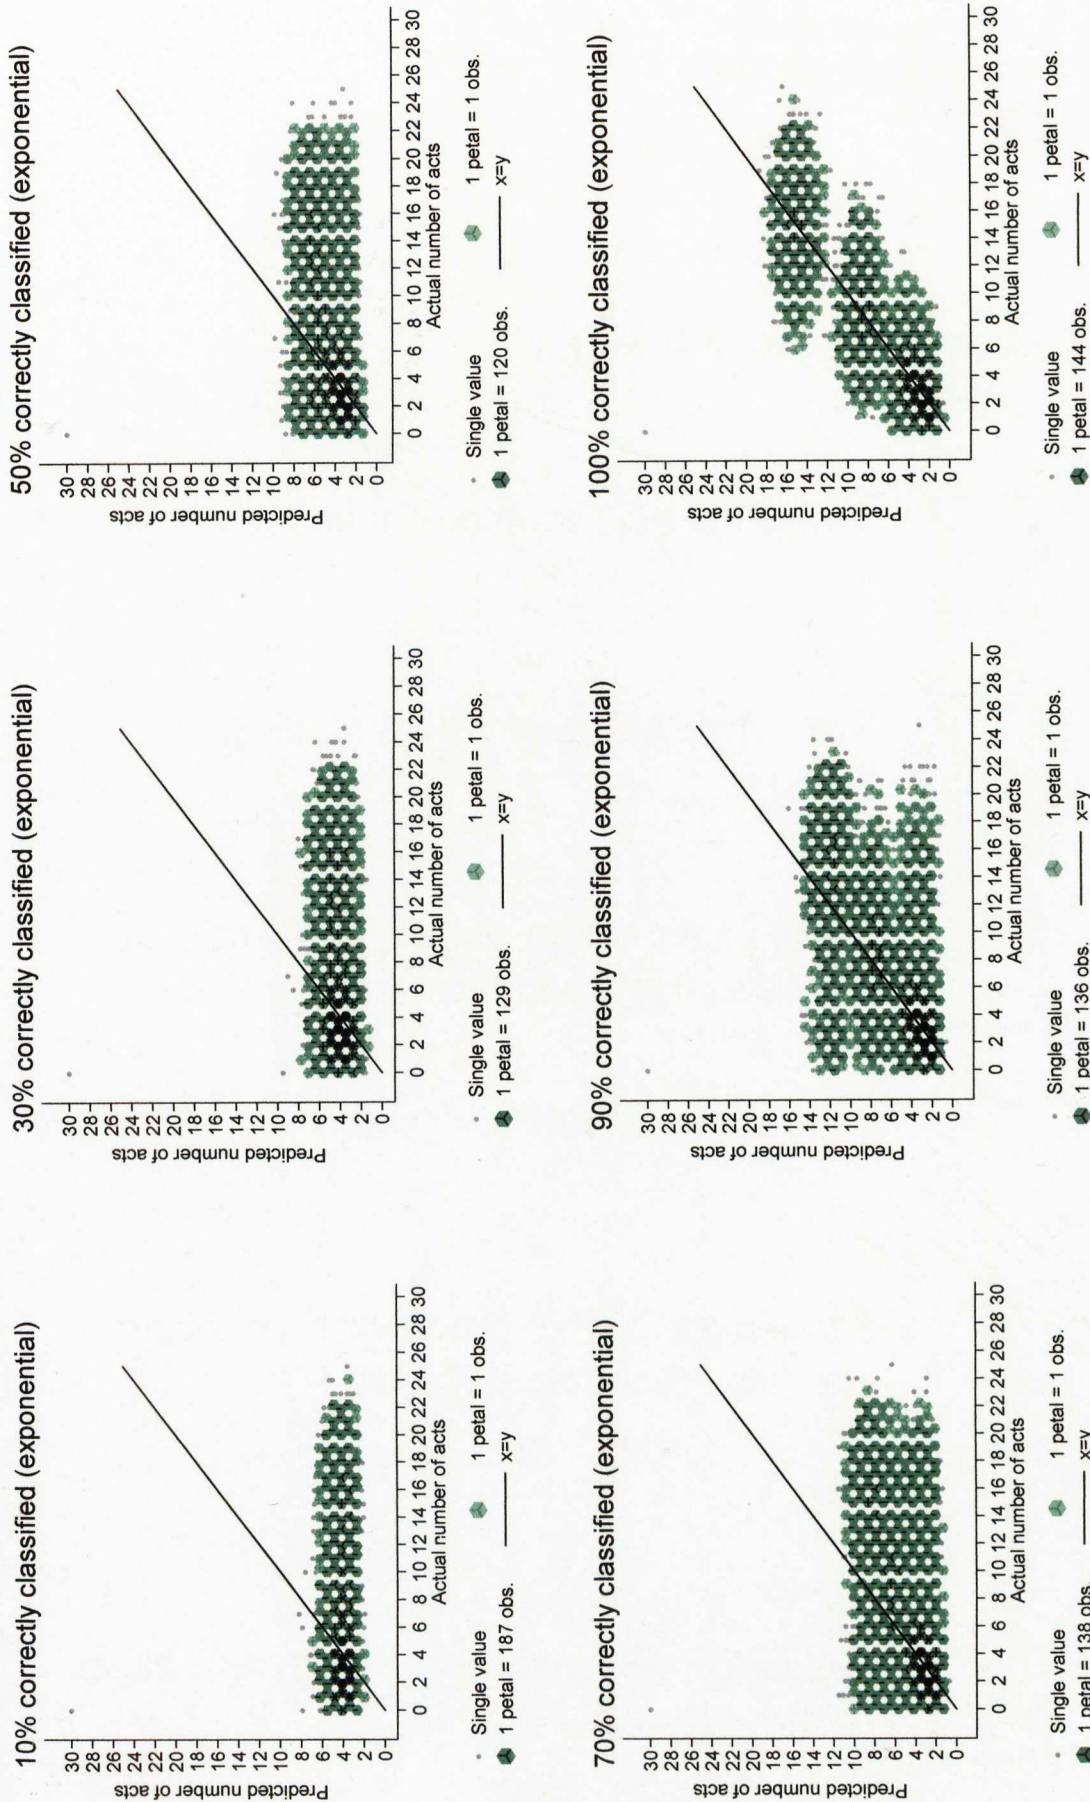 10% correctly classified (exponential)
Predicted number of acts
30
28
26
24
22
20
18
16
14
12
10
8
6
4
2
0
0 2 4 6 8 10 12 14 16 18 20 22 24 26 28 30
Actual number of acts
Single value 1 petal = 1 obs.
1 petal = 187 obs. x=y
30% correctly classified (exponential)
Predicted number of acts
30
28
26
24
22
20
18
16
14
12
10
8
6
4
2
0
0 2 4 6 8 10 12 14 16 18 20 22 24 26 28 30
Actual number of acts
Single value 1 petal = 1 obs.
1 petal = 129 obs. x=y
50% correctly classified (exponential)
Predicted number of acts
30
28
26
24
22
20
18
16
14
12
10
8
6
4
2
0
0 2 4 6 8 10 12 14 16 18 20 22 24 26 28 30
Actual number of acts
Single value 1 petal = 1 obs.
1 petal = 120 obs. x=y
70% correctly classified (exponential)
Predicted number of acts
30
28
26
24
22
20
18
16
14
12
10
8
6
4
2
0
0 2 4 6 8 10 12 14 16 18 20 22 24 26 28 30
Actual number of acts
Single value 1 petal = 1 obs.
1 petal = 138 obs. x=y
90% correctly classified (exponential)
Predicted number of acts
30
28
26
24
22
20
18
16
14
12
10
8
6
4
2
0
0 2 4 6 8 10 12 14 16 18 20 22 24 26 28 30
Actual number of acts
Single value 1 petal = 1 obs.
1 petal = 136 obs. x=y
100% correctly classified (exponential)
Predicted number of acts
30
28
26
24
22
20
18
16
14
12
10
8
6
4
2
0
0 2 4 6 8 10 12 14 16 18 20 22 24 26 28 30
Actual number of acts
Single value 1 petal = 1 obs.
1 petal = 144 obs. x=y